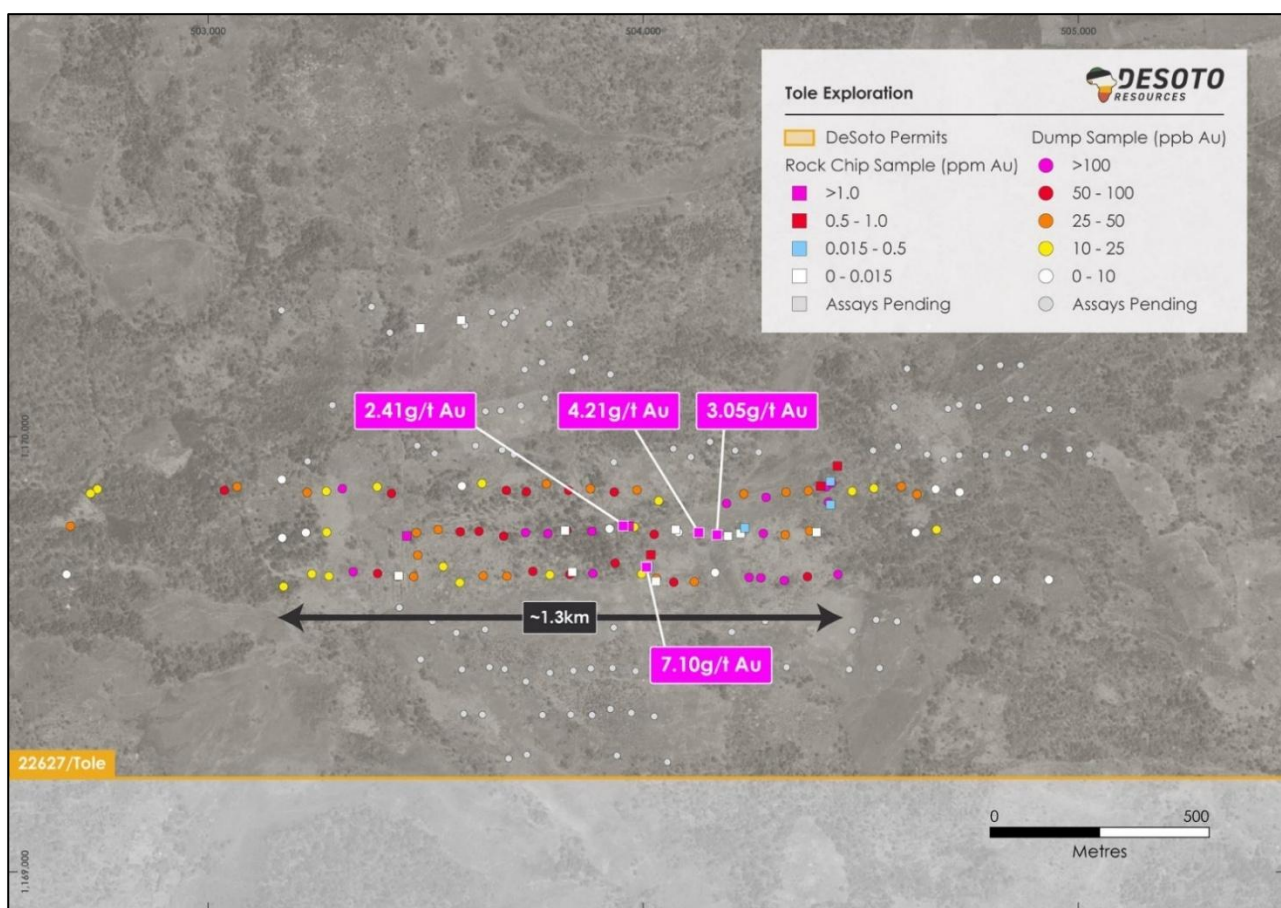 503,000
504,000
505,000
DESOTO
RESOURCES
Tole Exploration
DeSoto Permits
Rock Chip Sample (ppm Au)
>1.0
0.5 - 1.0
0.015 - 0.5
0 - 0.015
Assays Pending
Dump Sample (ppb Au)
>100
50 - 100
25 - 50
10 - 25
0 - 10
Assays Pending
2.41g/t Au
4.21g/t Au
3.05g/t Au
1,170,000
~1.3km
7.10g/t Au
22627/Tole
0
500
Metres
1,169,000